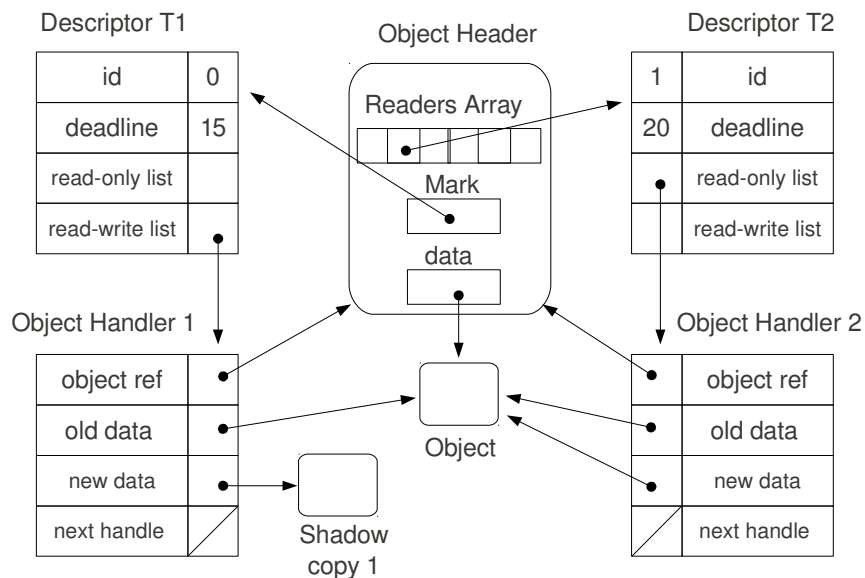 Descriptor T1
id 0
deadline 15
read-only list
read-write list
Object Header
Readers Array
Mark
data
Descriptor T2
1 id
20 deadline
read-only list
read-write list
Object Handler 1
object ref
old data
new data
next handle
Object
Shadow
copy 1
Object Handler 2
object ref
old data
new data
next handle